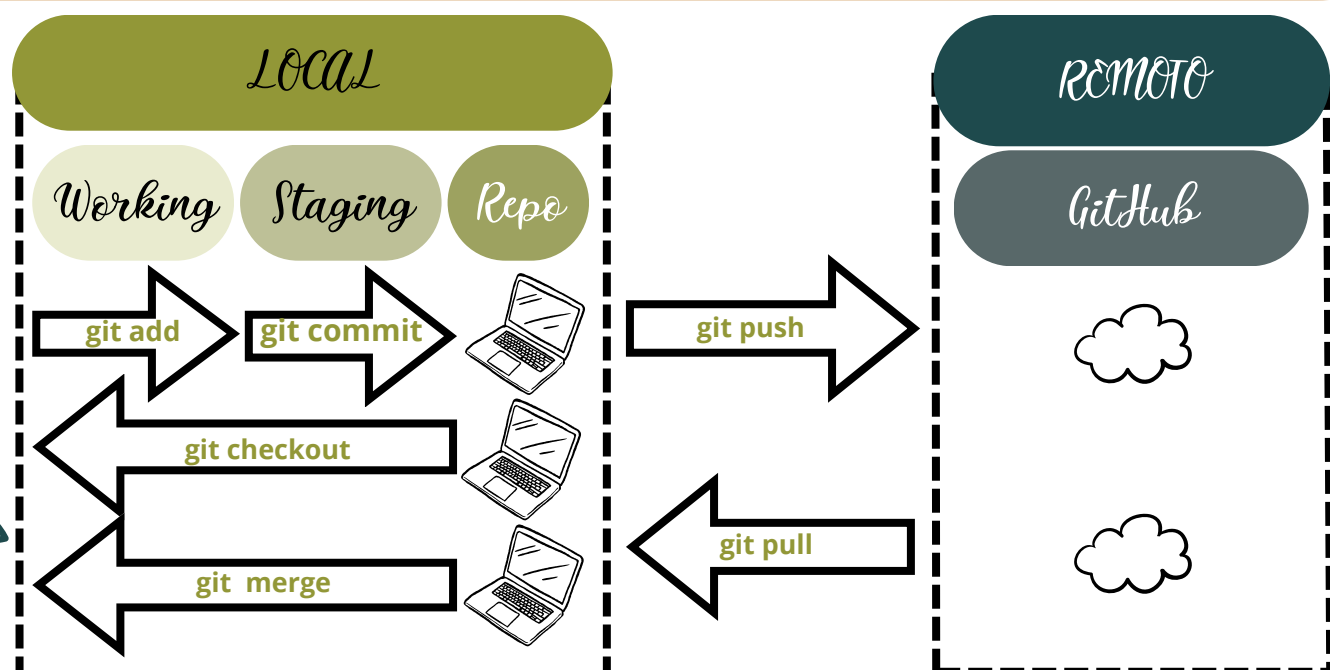 LOCAL
REMOTO
Working
Staging
Repo
GitHub
git add
git commit
git push
git checkout
git pull
git  merge